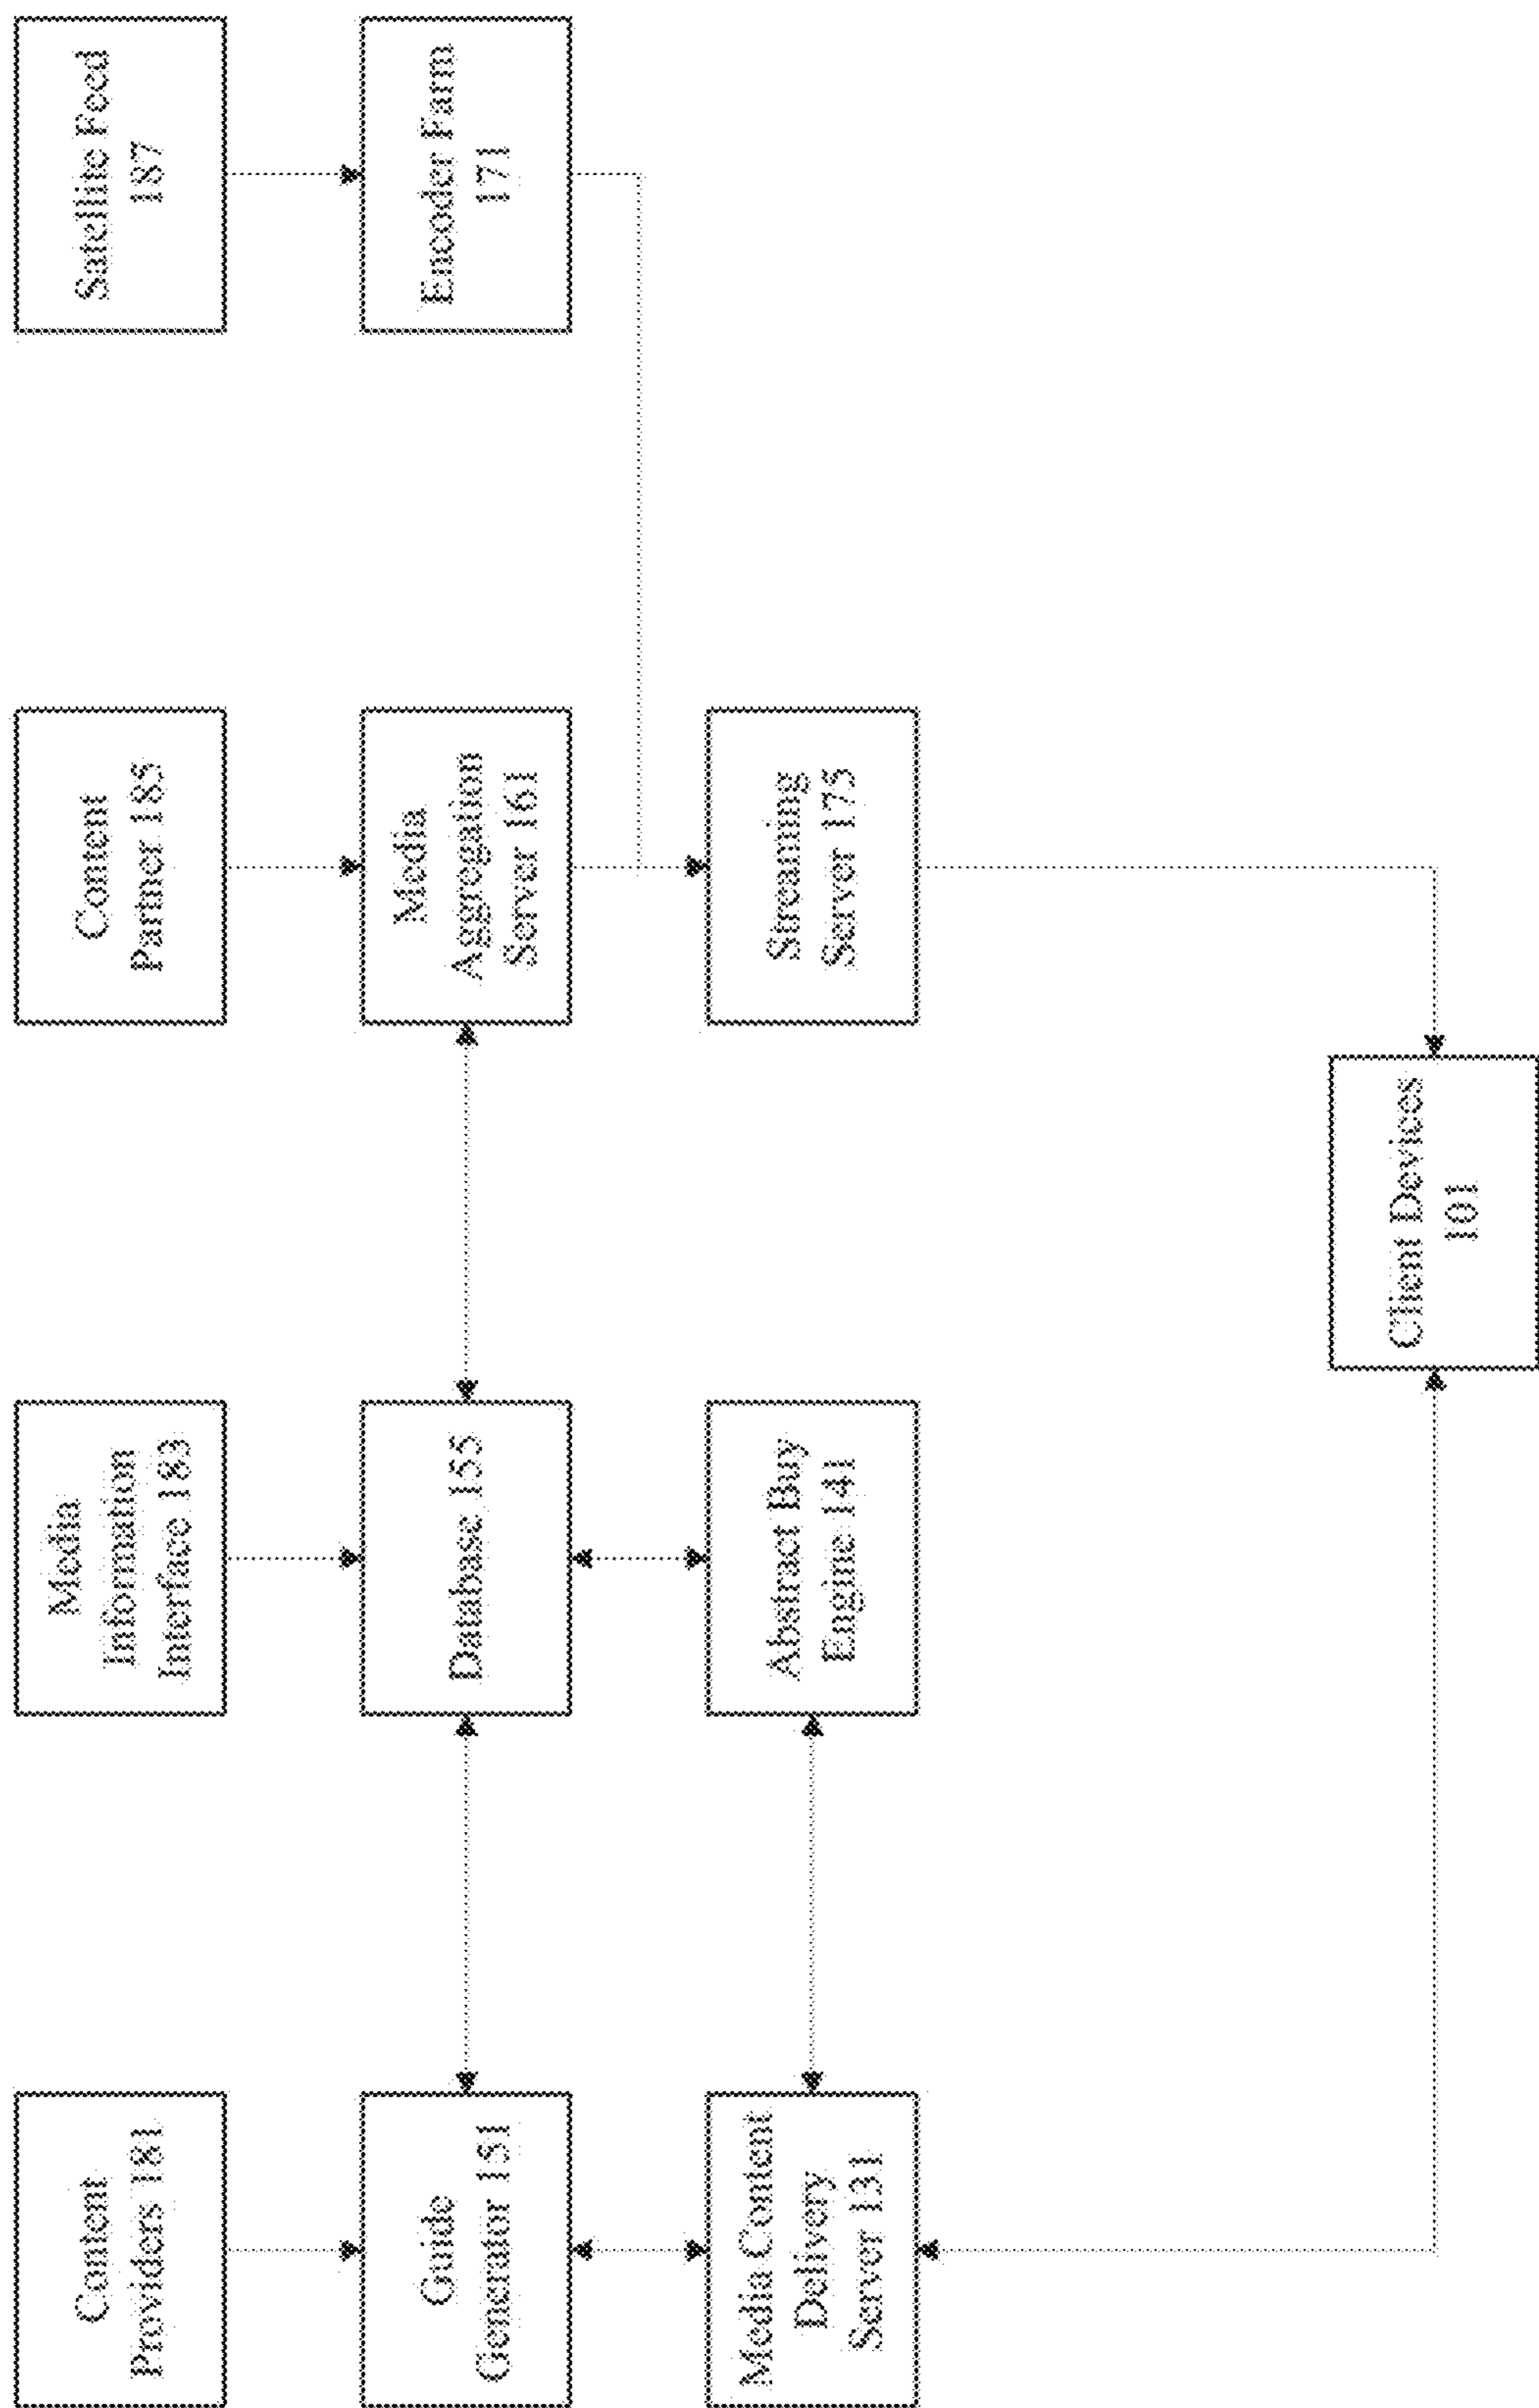 Content
Providers 181
Media
Information
Interface 183
Content
Partner 185
Satellite Feed
187
Guide
Generator 151
Database 155
Media
Aggregation
Server 161
Encoder Farm
171
Media Content
Delivery
Server 131
Abstract Buy
Engine 141
Streaming
Server 175
Client Devices
101